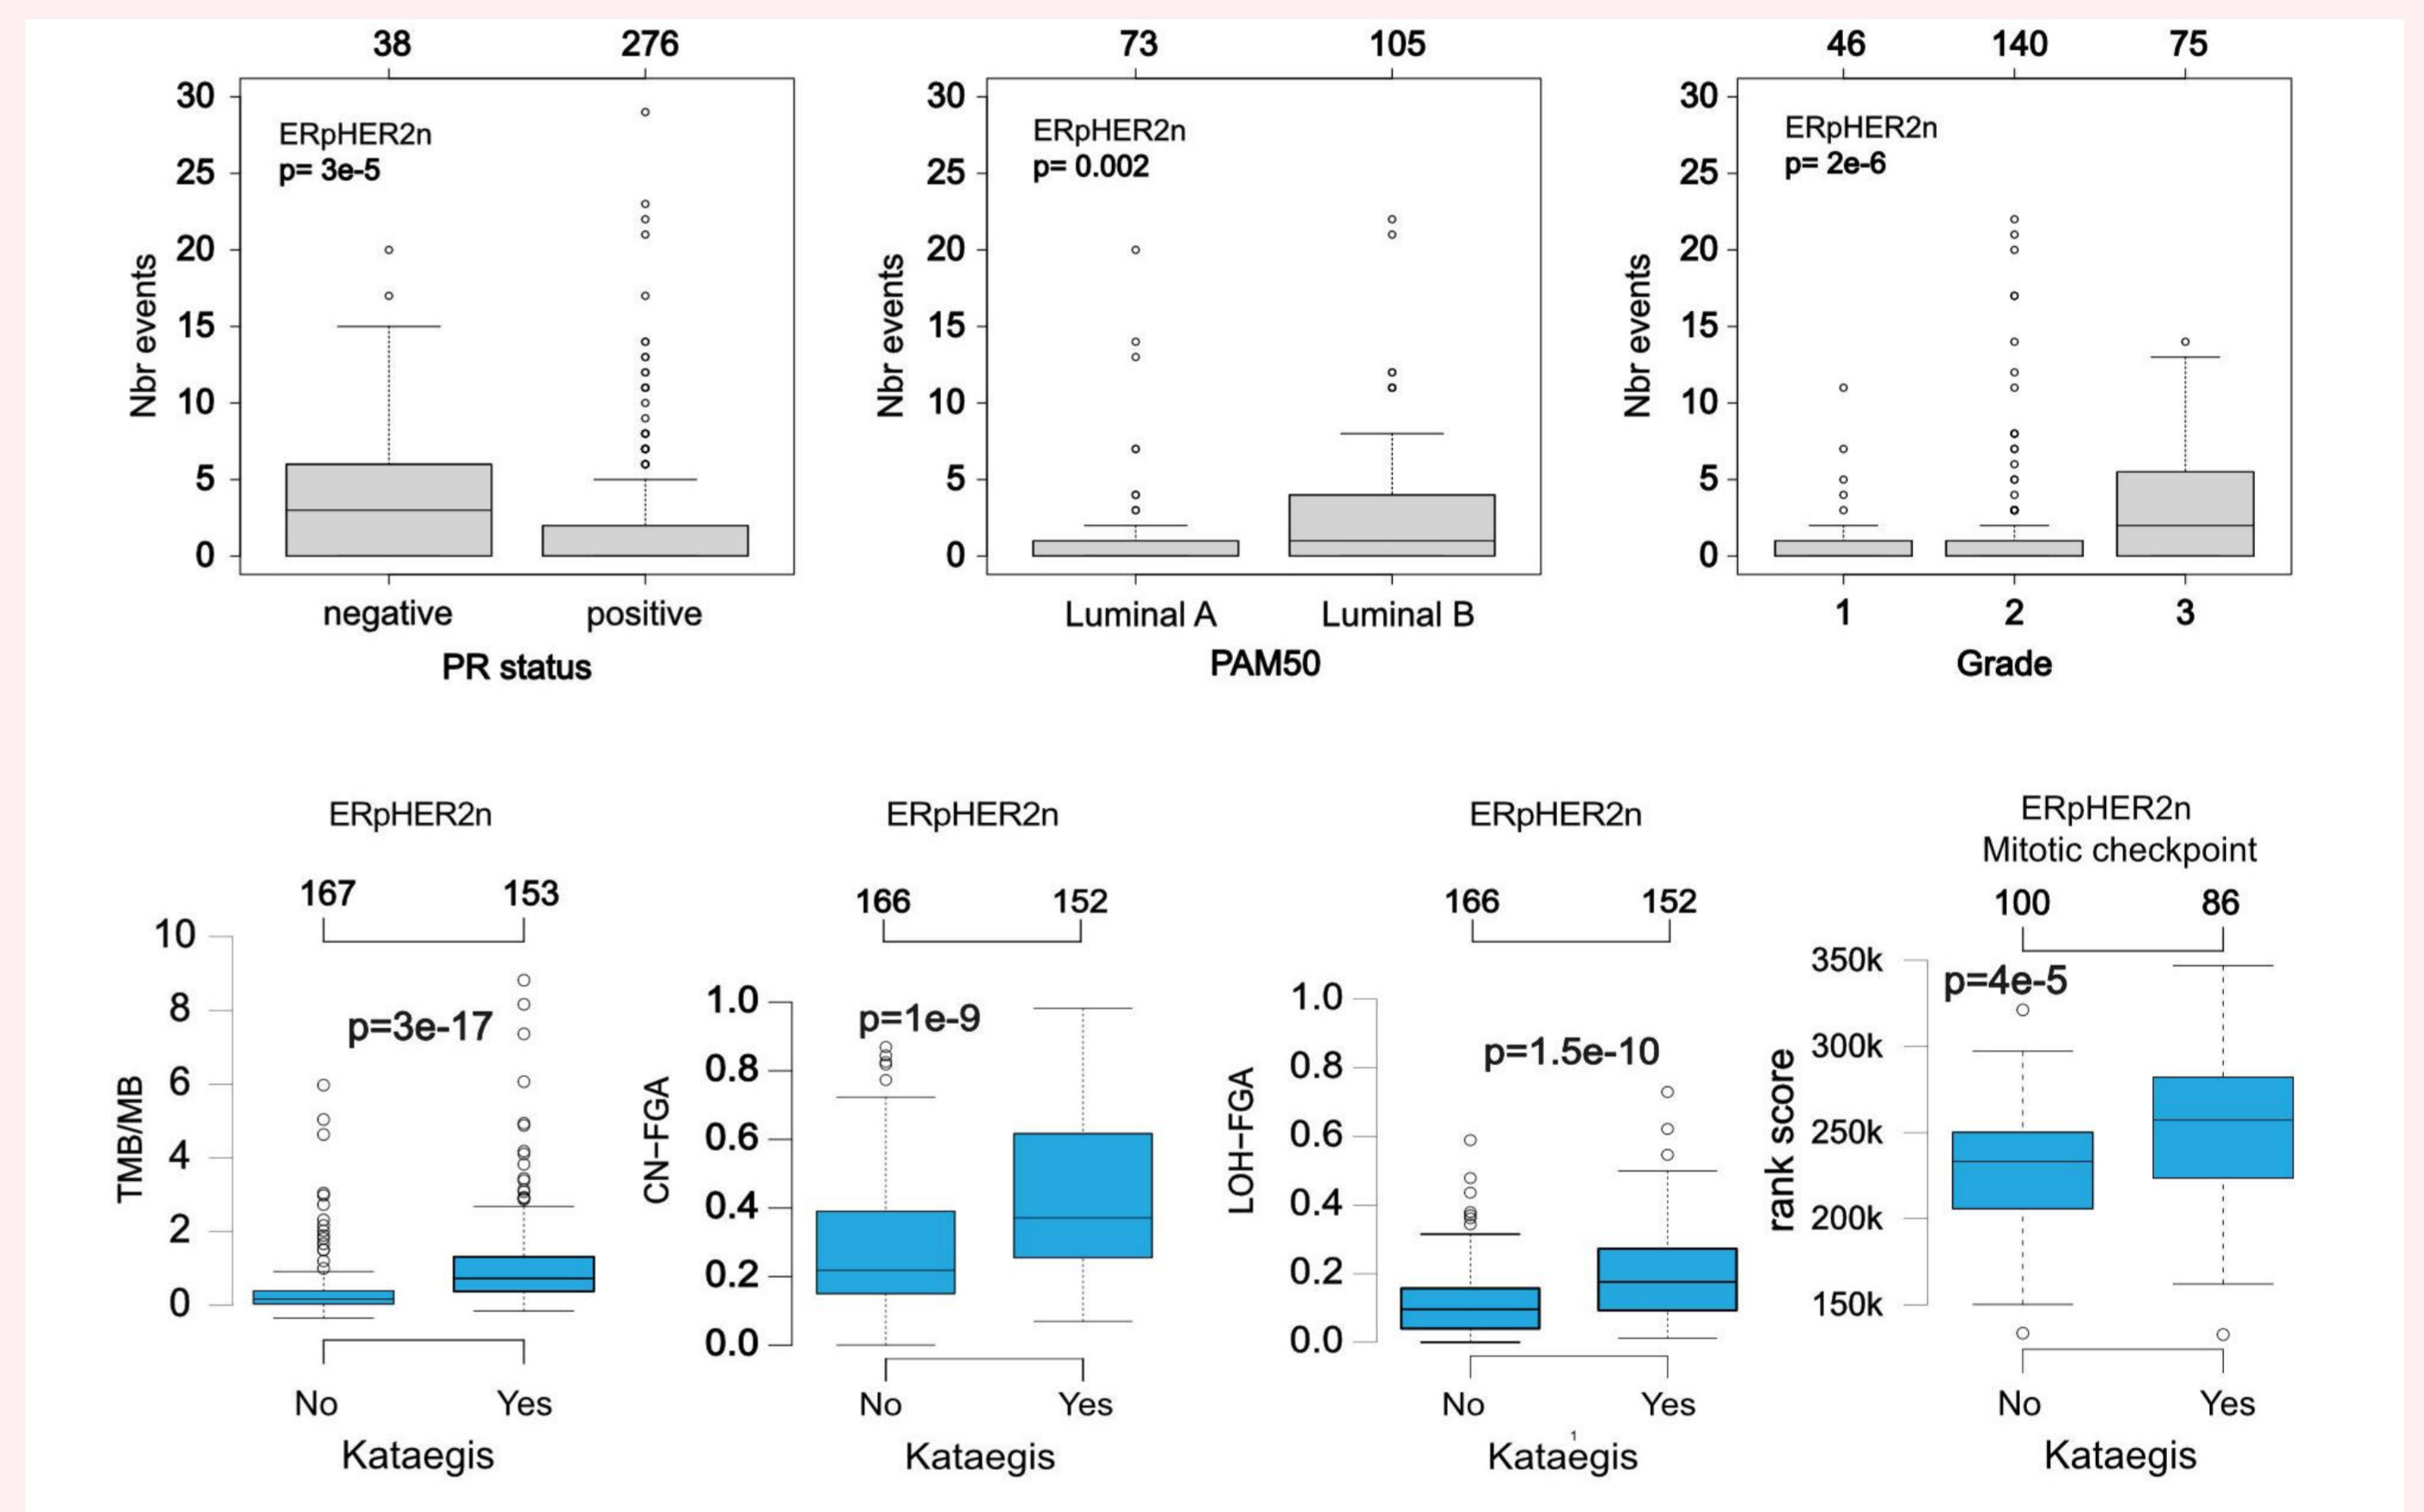 38 276
30
25
20
15
10
5
0
Nbr events
ERpHER2n
p= 3e-5
negative positive
PR status
73 105
30
25
20
15
10
5
0
Nbr events
ERpHER2n
p= 0.002
Luminal A Luminal B
PAM50
46 140 75
30
25
20
15
10
5
0
Nbr events
ERpHER2n
p= 2e-6
1 2 3
Grade
ERpHER2n
167 153
10
8
6
4
2
0
TMB/MB
p=3e-17
No Yes
Kataegis
ERpHER2n
166 152
1.0
0.8
0.6
0.4
0.2
0.0
CN−FGA
p=1e-9
No Yes
Kataegis
ERpHER2n
166 152
1.0
0.8
0.6
0.4
0.2
0.0
LOH−FGA
p=1.5e-10
No Yes
1
Kataegis
ERpHER2n
Mitotic checkpoint
100 86
350k
300k
250k
200k
150k
rank score
p=4e-5
No Yes
Kataegis